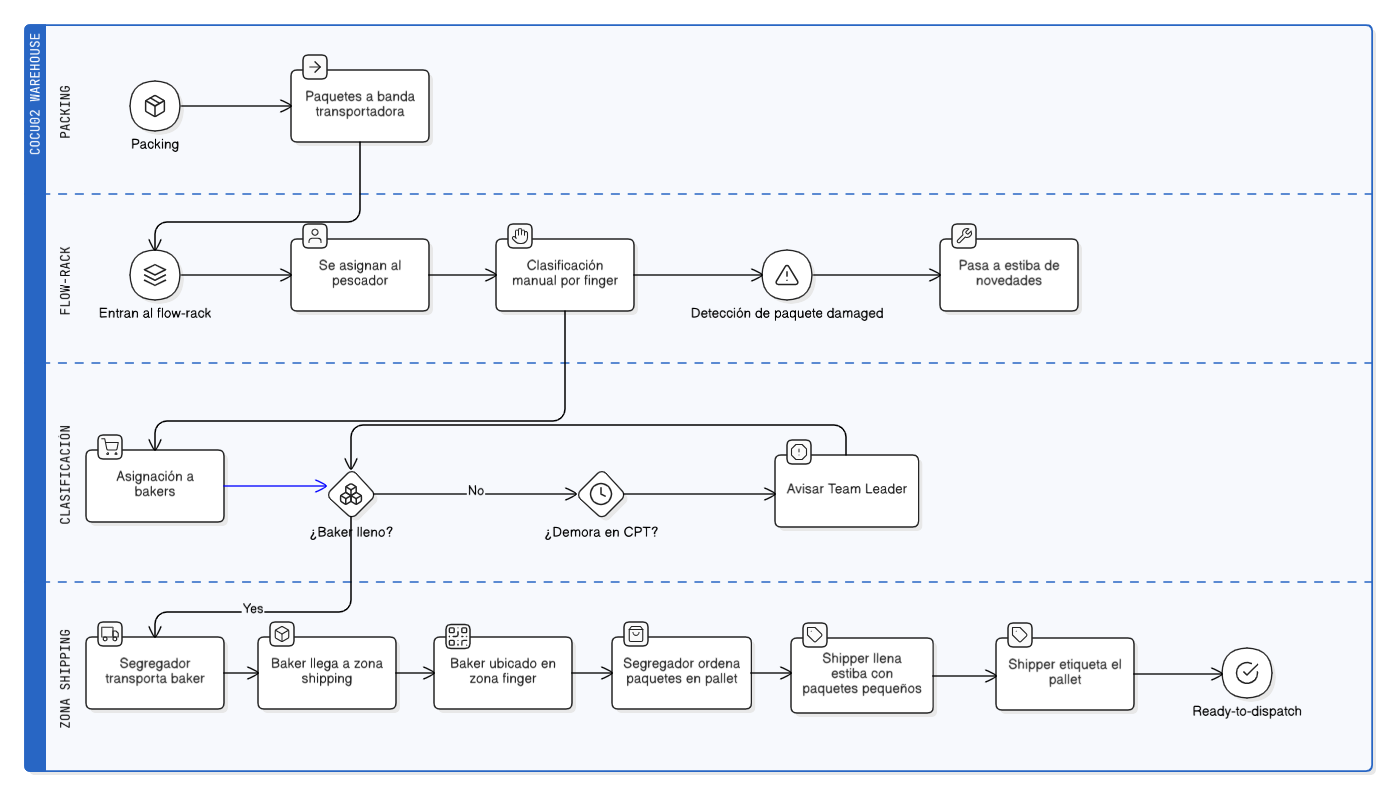 COCU02 WAREHOUSE
PACKING
Packing
Paquetes a banda
transportadora
FLOW-RACK
Entran al flow-rack
Se asignan al
pescador
Clasificación
manual por finger
Detección de paquete damaged
Pasa a estiba de
novedades
CLASIFICACIÓN
Asignación a
bakers
¿Baker lleno?
No
¿Demora en CPT?
Avisar Team Leader
Yes
ZONA SHIPPING
Segregador
transporta baker
Baker llega a zona
shipping
Baker ubicado en
zona finger
Segregador ordena
paquetes en pallet
Shipper llena
estiba con
paquetes pequeños
Shipper etiqueta el
pallet
Ready-to-dispatch